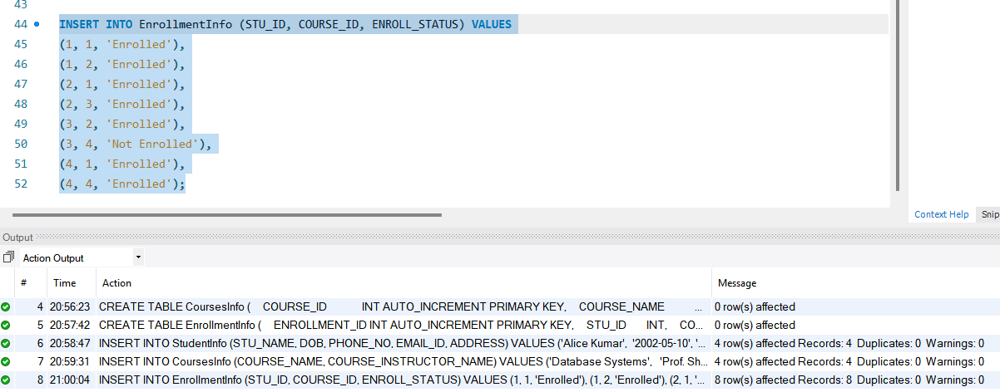 43
44 INSERT INTO EnrollmentInfo (STU_ID, COURSE_ID, ENROLL_STATUS) VALUES
45 (1, 1, 'Enrolled'),
46 (1, 2, 'Enrolled'),
47 (2, 1, 'Enrolled'),
48 (2, 3, 'Enrolled'),
49 (3, 2, 'Enrolled'),
50 (3, 4, 'Not Enrolled'),
51 (4, 1, 'Enrolled'),
52 (4, 4, 'Enrolled');
Context Help Snip
Output
Action Output
# Time Action Message
4 20:56:23 CREATE TABLE CoursesInfo ( COURSE_ID INT AUTO_INCREMENT PRIMARY KEY, COURSE_NAME ... 0 row(s) affected
5 20:57:42 CREATE TABLE EnrollmentInfo ( ENROLLMENT_ID INT AUTO_INCREMENT PRIMARY KEY, STU_ID INT, CO... 0 row(s) affected
6 20:58:47 INSERT INTO StudentInfo (STU_NAME, DOB, PHONE_NO, EMAIL_ID, ADDRESS) VALUES ('Alice Kumar', '2002-05-10', '... 4 row(s) affected Records: 4 Duplicates: 0 Warnings: 0
7 20:59:31 INSERT INTO CoursesInfo (COURSE_NAME, COURSE_INSTRUCTOR_NAME) VALUES ('Database Systems', 'Prof. Sh... 4 row(s) affected Records: 4 Duplicates: 0 Warnings: 0
8 21:00:04 INSERT INTO EnrollmentInfo (STU_ID, COURSE_ID, ENROLL_STATUS) VALUES (1, 1, 'Enrolled'), (1, 2, 'Enrolled'), (2, 1, '... 8 row(s) affected Records: 8 Duplicates: 0 Warnings: 0